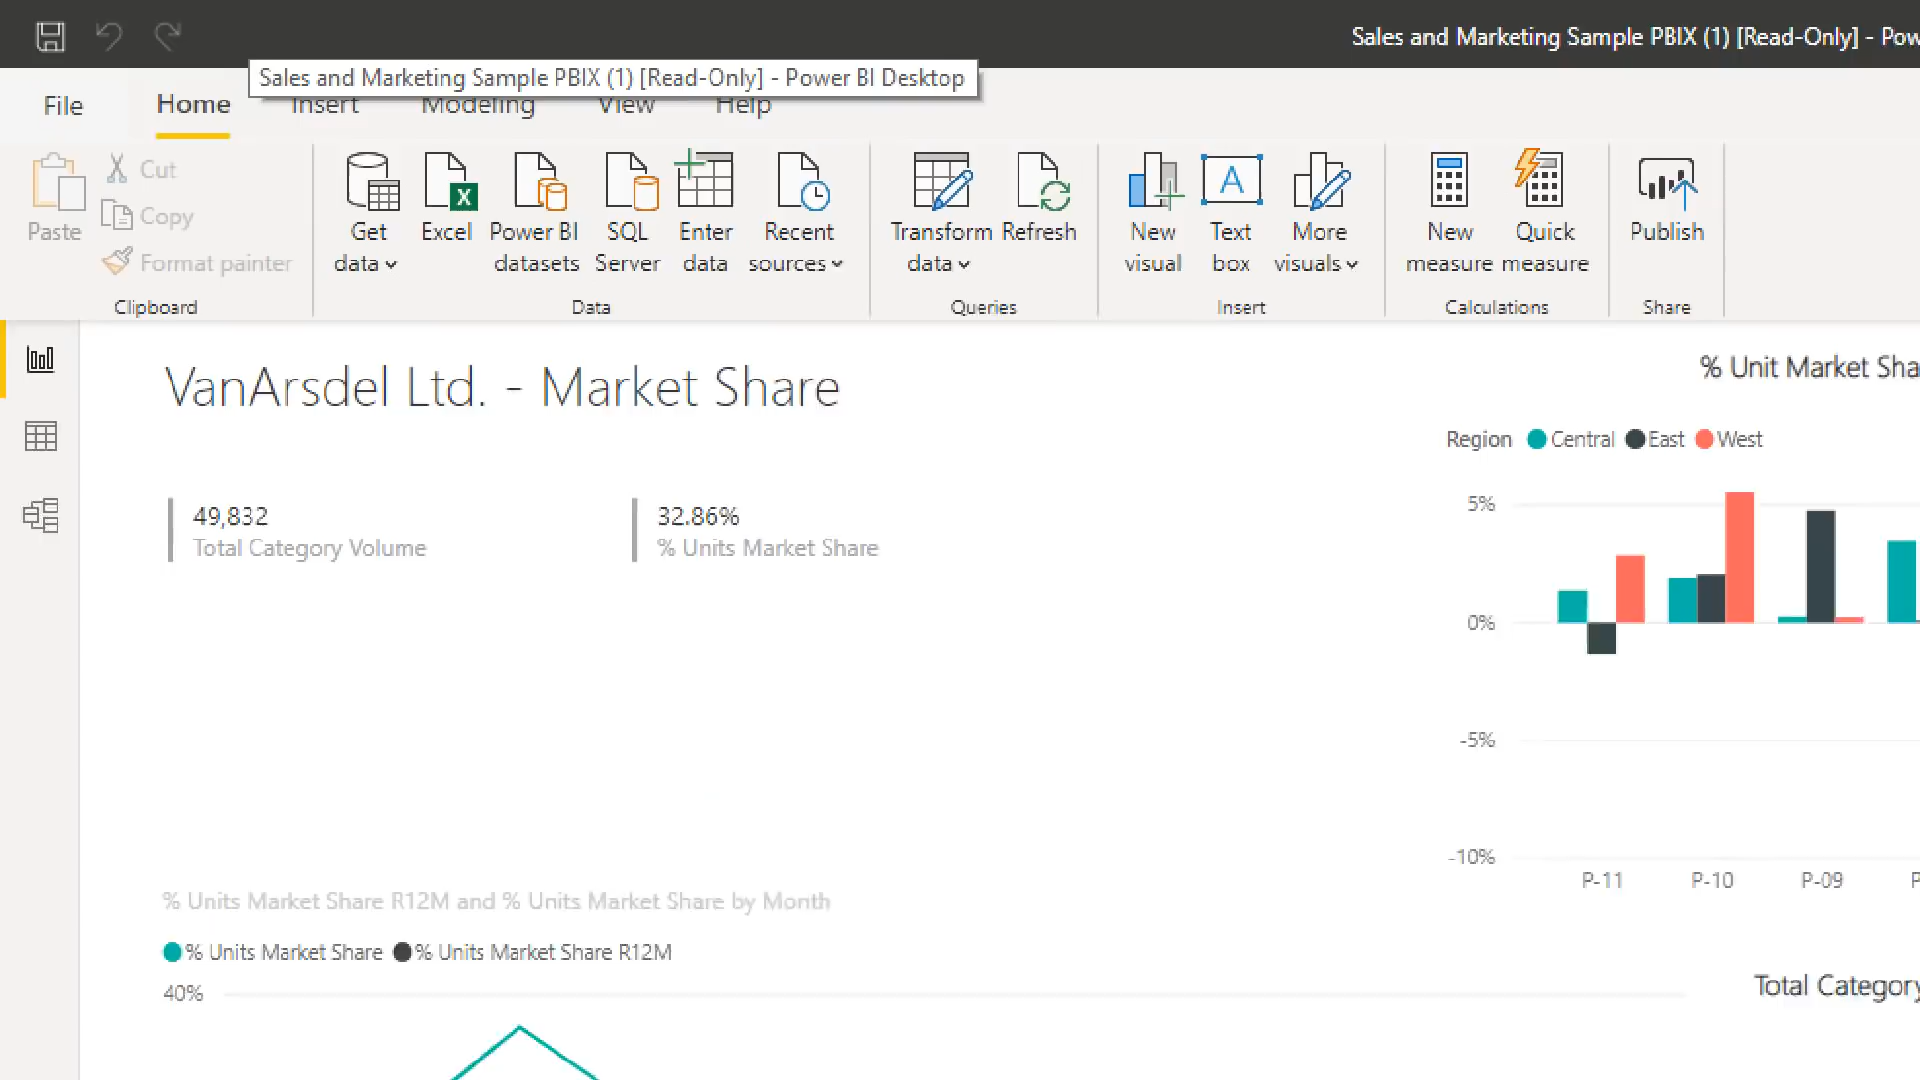 Sales and Marketing Sample PBIX (1) [Read-Only] - Pow
Sales and Marketing Sample PBIX (1) [Read-Only] - Power BI Desktop
File Home Insert Modeling View Help
Paste
Cut
Copy
Format painter
Clipboard
Get data
Excel
Power BI datasets
SQL Server
Enter data
Recent sources
Data
Transform data
Refresh
Queries
New visual
Text box
More visuals
Insert
New measure
Quick measure
Calculations
Publish
Share
VanArsdel Ltd. - Market Share
49,832
Total Category Volume
32.86%
% Units Market Share
% Unit Market Sha
Region Central East West
5%
0%
-5%
-10%
P-11 P-10 P-09 P
% Units Market Share R12M and % Units Market Share by Month
% Units Market Share % Units Market Share R12M
40%
Total Category